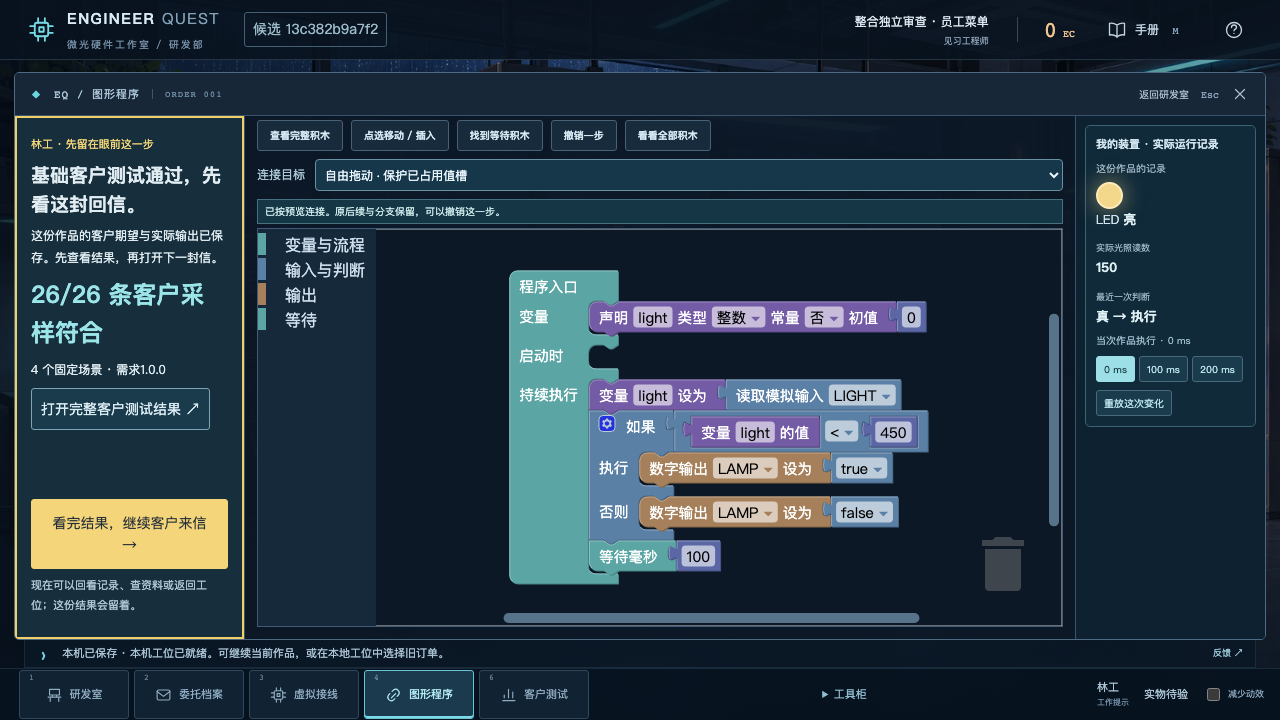 ENGINEER QUEST
微光硬件工作室 / 研发部
候选 13c382b9a7f2
整合独立审查 · 员工菜单
见习工程师
0 EC
手册 M
EQ / 图形程序 ORDER 001
返回研发室 Esc
林工 · 先留在眼前这一步
基础客户测试通过，先
看这封回信。
这份作品的客户期望与实际输出已保
存。先查看结果，再打开下一封信。
26/26 条客户采
样符合
4 个固定场景 · 需求1.0.0
打开完整客户测试结果 ↗
看完结果，继续客户来信
→
现在可以回看记录、查资料或返回工
位；这份结果会留着。
查看完整积木
点选移动 / 插入
找到等待积木
撤销一步
看看全部积木
连接目标
自由拖动 · 保护已占用值槽
已按预览连接。原后续与分支保留，可以撤销这一步。
变量与流程
输入与判断
输出
等待
程序入口
变量
声明 light 类型 整数 常量 否 初值 0
启动时
持续执行
变量 light 设为 读取模拟输入 LIGHT
如果 变量 light 的值 < 450
执行 数字输出 LAMP 设为 true
否则 数字输出 LAMP 设为 false
等待毫秒 100
我的装置 · 实际运行记录
这份作品的记录
LED 亮
实际光照读数
150
最近一次判断
真 → 执行
当次作品执行 · 0 ms
0 ms
100 ms
200 ms
重放这次变化
本机已保存 · 本机工位已就绪。可继续当前作品，或在本地工位中选择旧订单。
反馈 ↗
1 研发室
2 委托档案
3 虚拟接线
4 图形程序
6 客户测试
工具柜
林工
工作提示
实物待验
减少动效